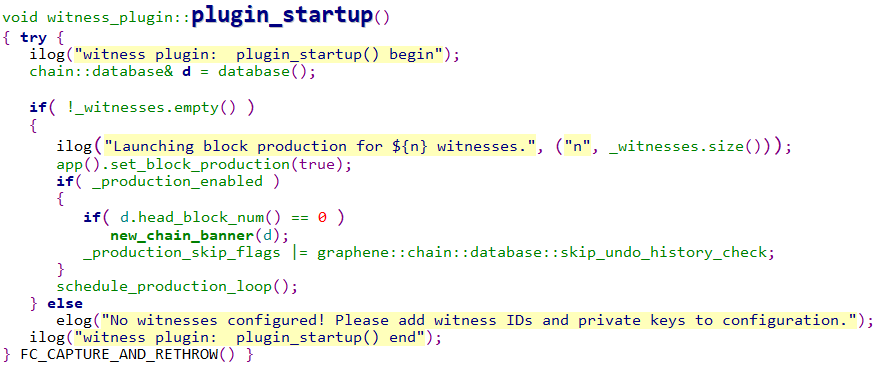 void witness_plugin::plugin_startup()
{ try {
   ilog("witness plugin:  plugin_startup() begin");
   chain::database& d = database();

   if( !_witnesses.empty() )
   {
      ilog("Launching block production for ${n} witnesses.", ("n", _witnesses.size()));
      app().set_block_production(true);
      if( _production_enabled )
      {
         if( d.head_block_num() == 0 )
            new_chain_banner(d);
         _production_skip_flags |= graphene::chain::database::skip_undo_history_check;
      }
      schedule_production_loop();
   } else
      elog("No witnesses configured! Please add witness IDs and private keys to configuration.");
   ilog("witness plugin:  plugin_startup() end");
} FC_CAPTURE_AND_RETHROW() }